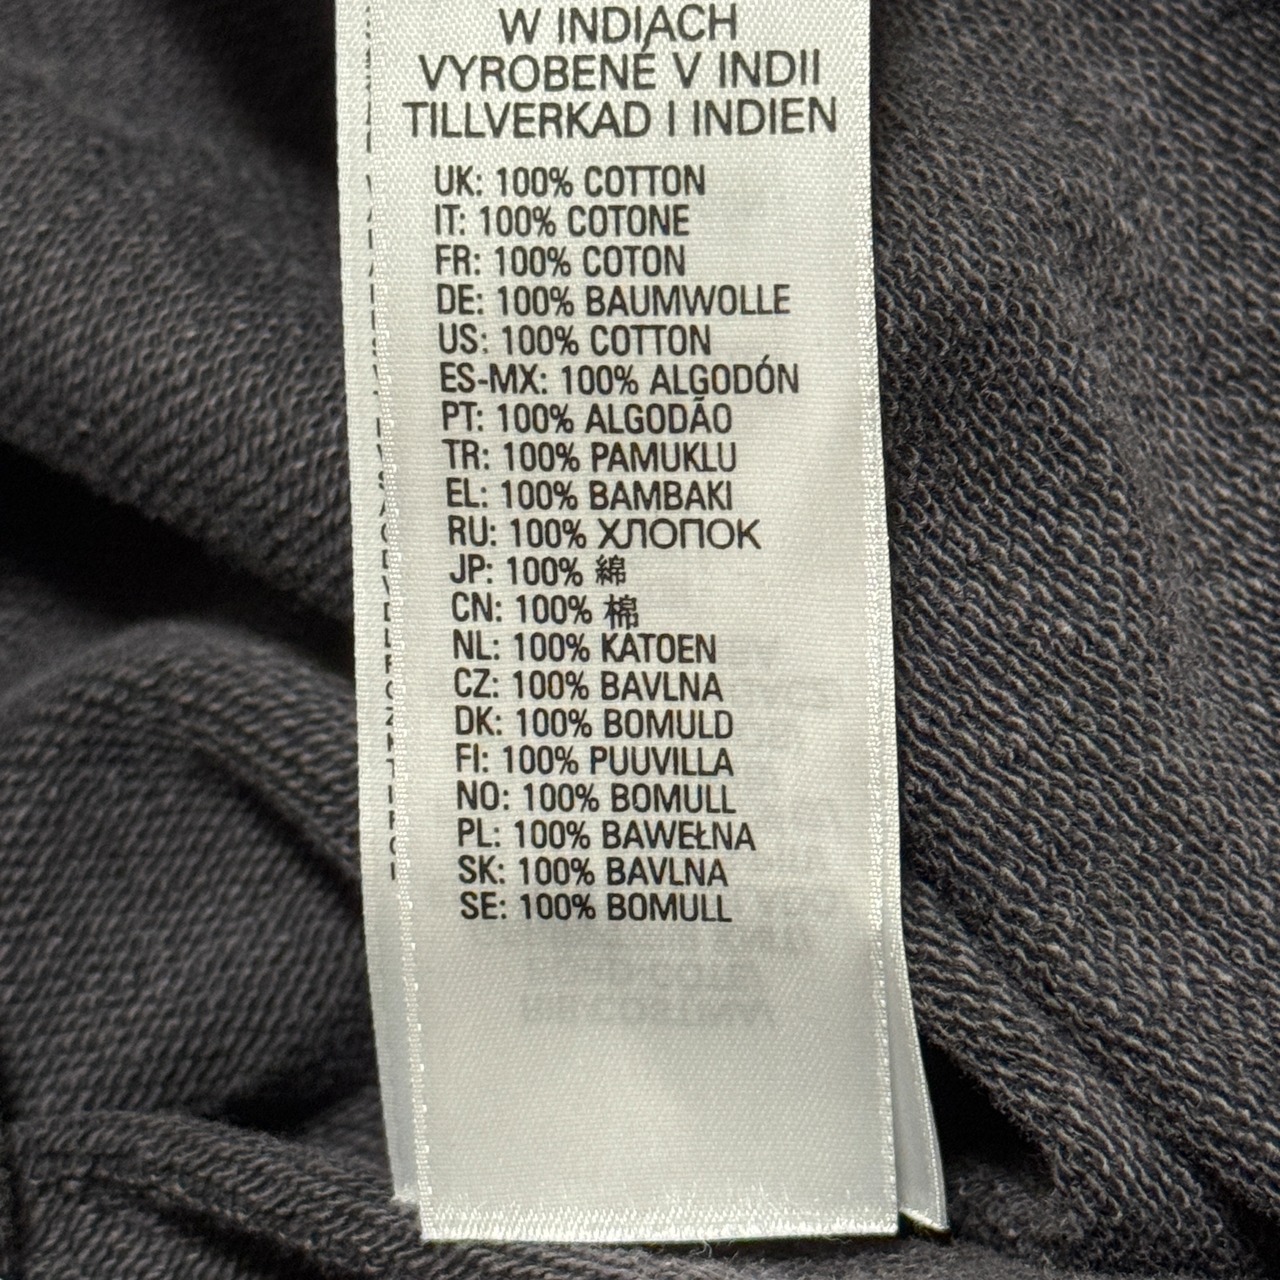 W INDIACH
VYROBENÉ V INDII
TILLVERKAD I INDIEN
UK: 100% COTTON
IT: 100% COTONE
FR: 100% COTON
DE: 100% BAUMWOLLE
US: 100% COTTON
ES-MX: 100% ALGODÓN
PT: 100% ALGODÃO
TR: 100% PAMUKLU
EL: 100% BAMBAKI
RU: 100% ХЛОПОК
JP: 100% 綿
CN: 100% 棉
NL: 100% KATOEN
CZ: 100% BAVLNA
DK: 100% BOMULD
FI: 100% PUUVILLA
NO: 100% BOMULL
PL: 100% BAWEŁNA
SK: 100% BAVLNA
SE: 100% BOMULL